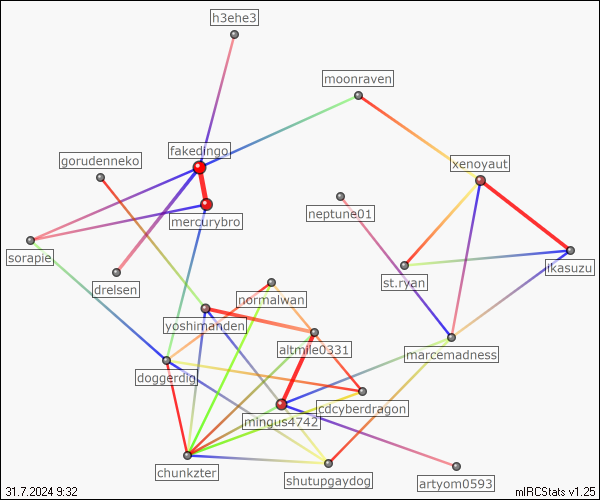 h3ehe3
moonraven
fakedingo
gorudenneko
xenoyaut
neptune01
mercurybro
sorapie
st.ryan
ikasuzu
drelsen
normalwan
yoshimanden
altmile0331
marcemadness
doggerdig
cdcyberdragon
mingus4742
chunkzter
shutupgaydog
artyom0593
31.7.2024 9:32
mIRCStats v1.25